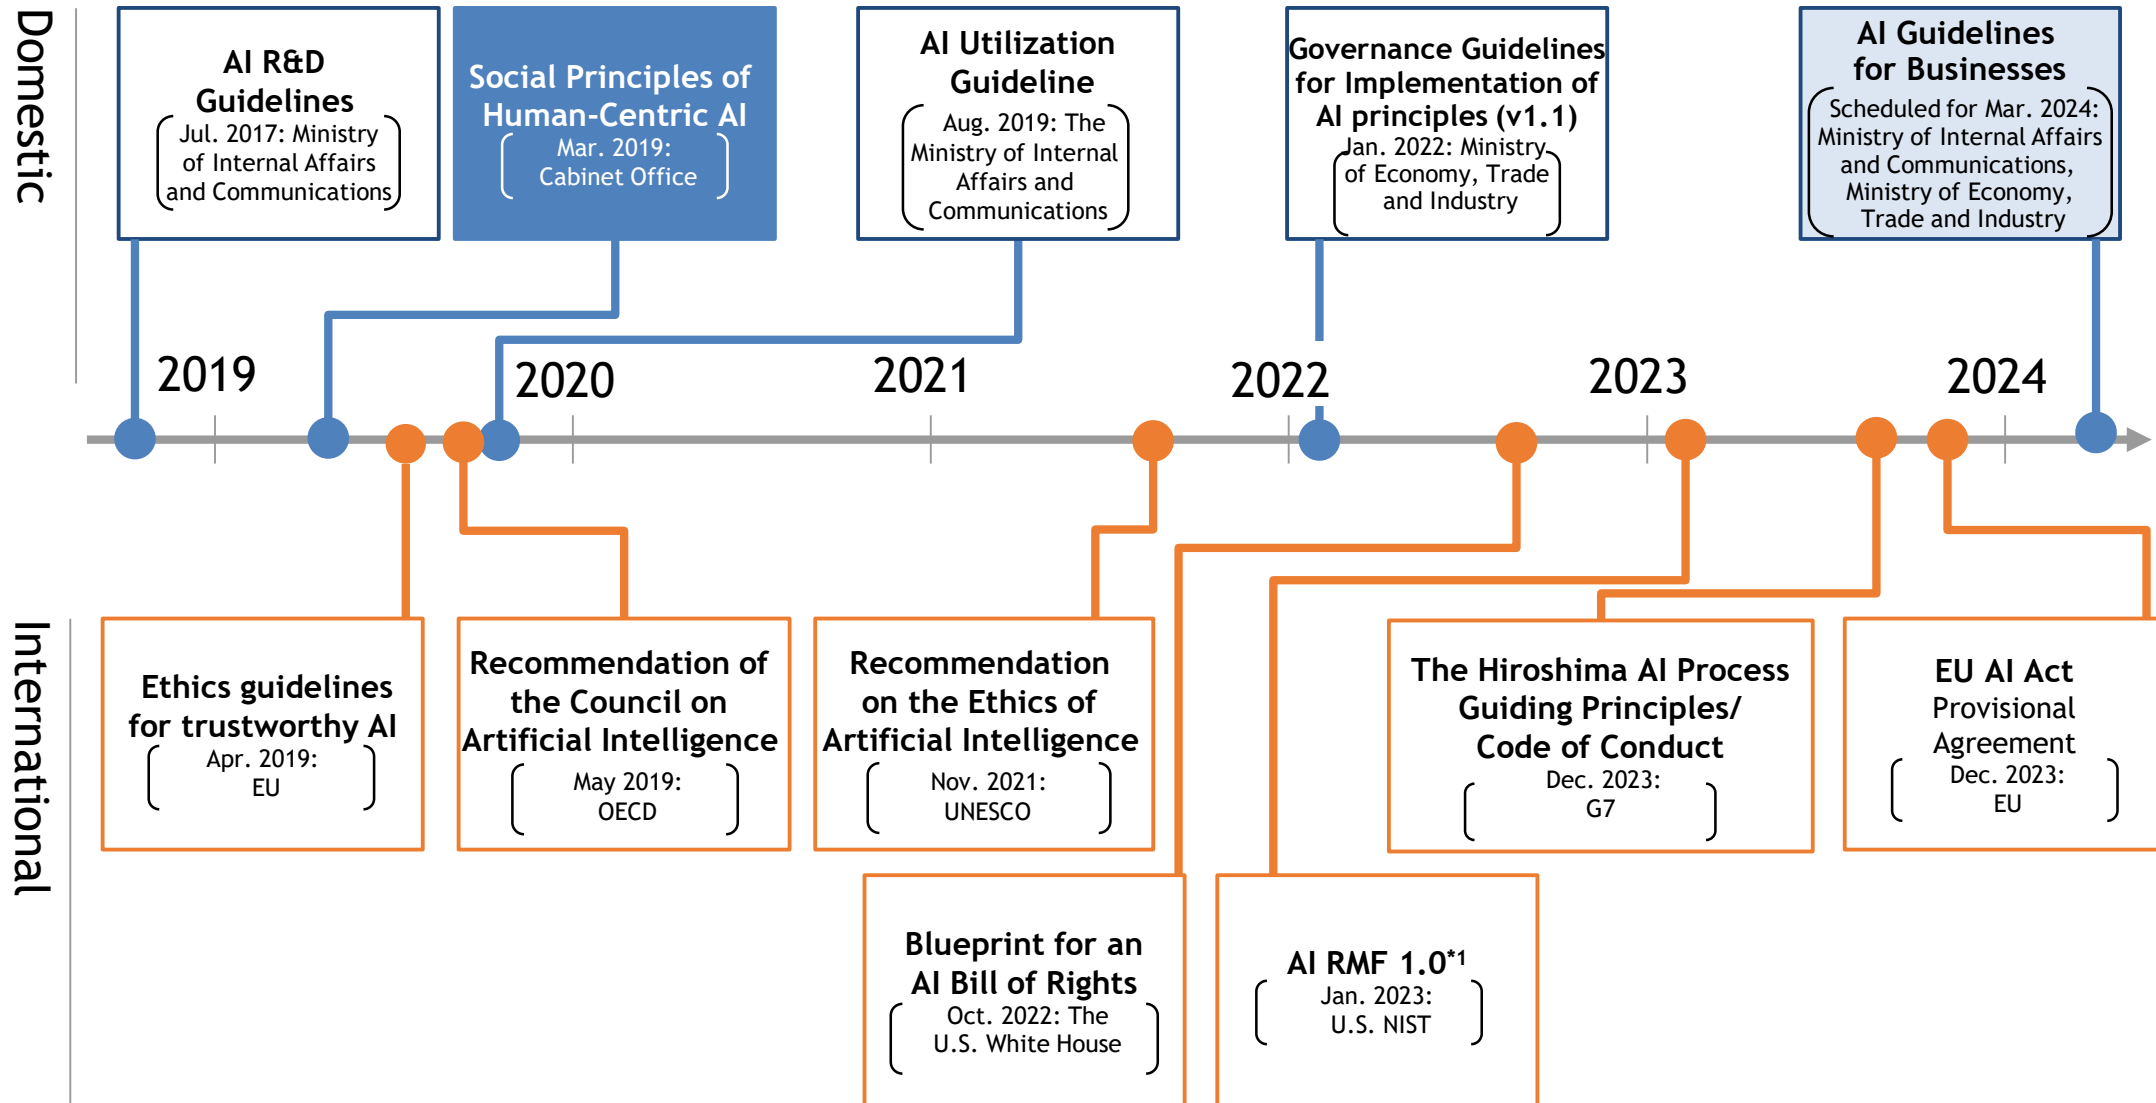 Domestic
AI R&D
Guidelines
Jul. 2017: Ministry
of Internal Affairs
and Communications
Social Principles of
Human-Centric AI
Mar. 2019:
Cabinet Office
AI Utilization
Guideline
Aug. 2019: The
Ministry of Internal
Affairs and
Communications
Governance Guidelines
for Implementation of
AI principles (v1.1)
Jan. 2022: Ministry
of Economy, Trade
and Industry
AI Guidelines
for Businesses
Scheduled for Mar. 2024:
Ministry of Internal Affairs
and Communications,
Ministry of Economy,
Trade and Industry
2019
2020
2021
2022
2023
2024
International
Ethics guidelines
for trustworthy AI
Apr. 2019:
EU
Recommendation of
the Council on
Artificial Intelligence
May 2019:
OECD
Recommendation
on the Ethics of
Artificial Intelligence
Nov. 2021:
UNESCO
The Hiroshima AI Process
Guiding Principles/
Code of Conduct
Dec. 2023:
G7
EU AI Act
Provisional
Agreement
Dec. 2023:
EU
Blueprint for an
AI Bill of Rights
Oct. 2022: The
U.S. White House
AI RMF 1.0*1
Jan. 2023:
U.S. NIST